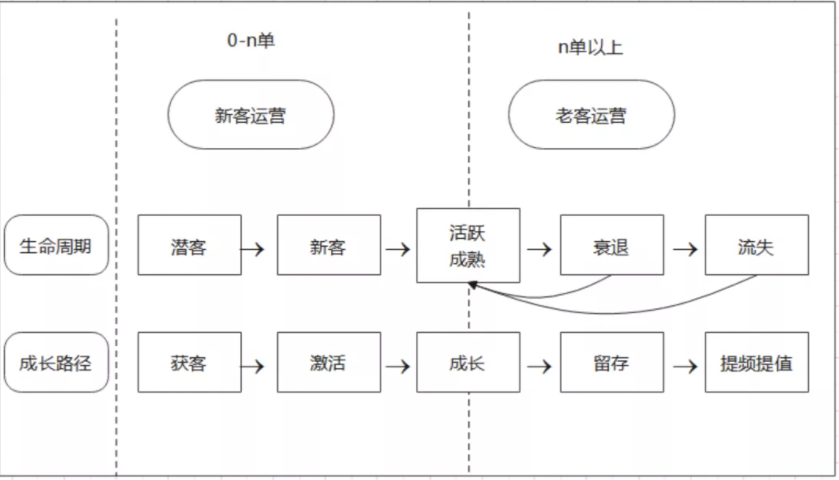 0-n单
n单以上
新客运营
老客运营
生命周期
潜客
新客
活跃
成熟
衰退
流失
成长路径
获客
激活
成长
留存
提频提值